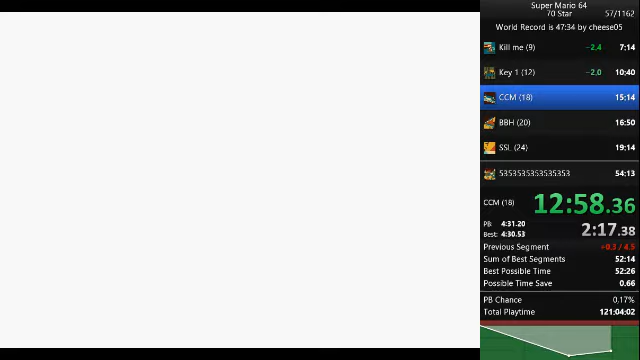 Super Mario 64
70 Star 57/1162
World Record is 47:34 by cheese05
Kill me (9) −2.4 7:14
Key 1 (12) −2.0 10:40
CCM (18) 15:14
BBH (20) 16:50
SSL (24) 19:14
5353535353535353 54:13
CCM (18) 12:58.36
PB: 4:31.20
Best: 4:30.53 2:17.38
Previous Segment +0.3 / 4.5
Sum of Best Segments 52:14
Best Possible Time 52:26
Possible Time Save 0.66
PB Chance 0.17%
Total Playtime 121:04:02